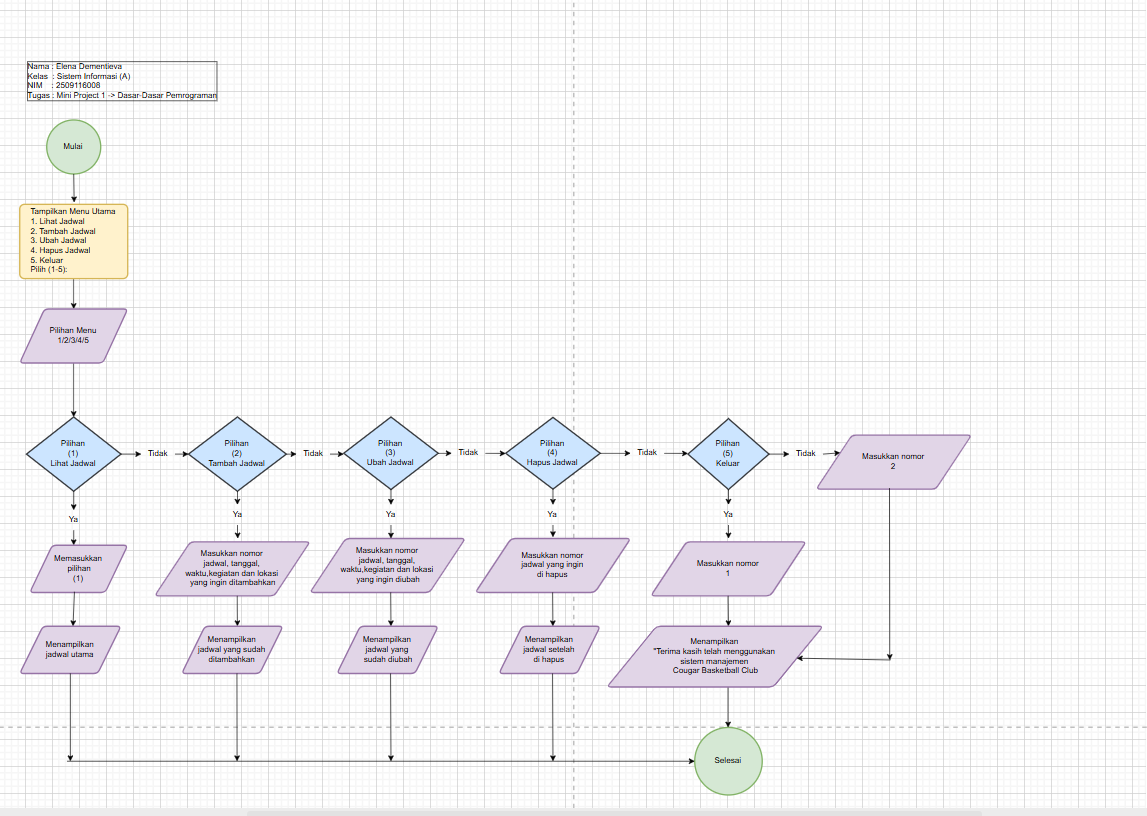 Nama : Elena Dementieva
Kelas : Sistem Informasi (A)
NIM : 2509116008
Tugas : Mini Project 1 -> Dasar-Dasar Pemrograman
Mulai
Tampilkan Menu Utama
1. Lihat Jadwal
2. Tambah Jadwal
3. Ubah Jadwal
4. Hapus Jadwal
5. Keluar
Pilih (1-5):
Pilihan Menu
1/2/3/4/5
Pilihan
(1)
Lihat Jadwal
Tidak
Pilihan
(2)
Tambah Jadwal
Tidak
Pilihan
(3)
Ubah Jadwal
Tidak
Pilihan
(4)
Hapus Jadwal
Tidak
Pilihan
(5)
Keluar
Tidak
Masukkan nomor
2
Ya
Ya
Ya
Ya
Ya
Memasukkan
pilihan
(1)
Masukkan nomor
jadwal, tanggal,
waktu,kegiatan dan lokasi
yang ingin ditambahkan
Masukkan nomor
jadwal, tanggal,
waktu,kegiatan dan lokasi
yang ingin diubah
Masukkan nomor
jadwal yang ingin
di hapus
Masukkan nomor
1
Menampilkan
jadwal utama
Menampilkan
jadwal yang sudah
ditambahkan
Menampilkan
jadwal yang
sudah diubah
Menampilkan
jadwal setelah
di hapus
Menampilkan
"Terima kasih telah menggunakan
sistem manajemen
Cougar Basketball Club
Selesai